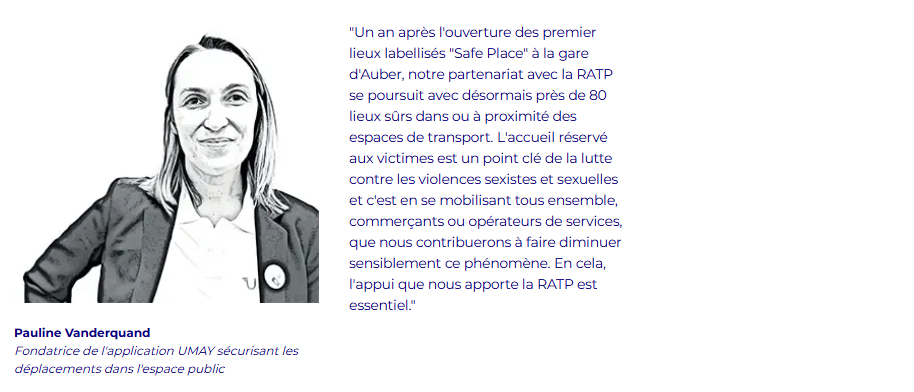 "Un an après l'ouverture des premier
lieux labellisés "Safe Place" à la gare
d'Auber, notre partenariat avec la RATP
se poursuit avec désormais près de 80
lieux sûrs dans ou à proximité des
espaces de transport. L'accueil réservé
aux victimes est un point clé de la lutte
contre les violences sexistes et sexuelles
et c'est en se mobilisant tous ensemble,
commerçants ou opérateurs de services,
que nous contribuerons à faire diminuer
sensiblement ce phénomène. En cela,
l'appui que nous apporte la RATP est
essentiel."
Pauline Vanderquand
Fondatrice de l'application UMAY sécurisant les
déplacements dans l'espace public